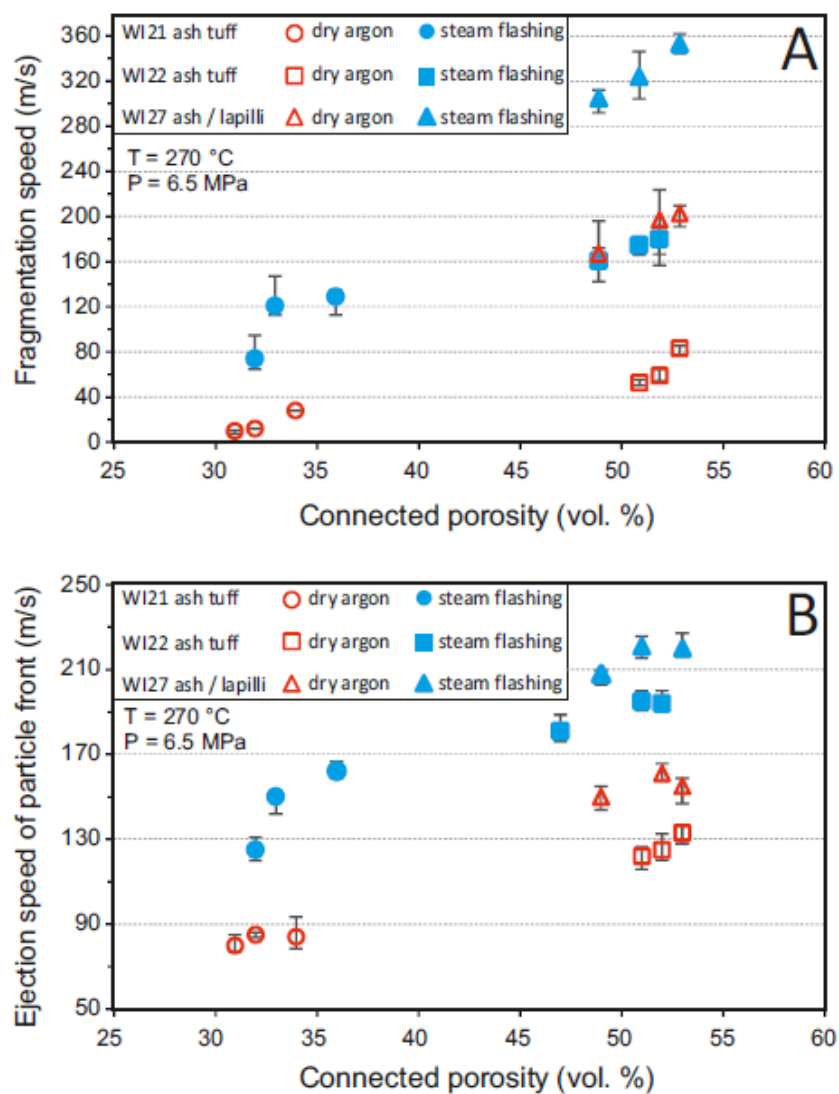 A
WI21 ash tuff dry argon steam flashing
WI22 ash tuff dry argon steam flashing
WI27 ash / lapilli dry argon steam flashing
T = 270 °C
P = 6.5 MPa
Fragmentation speed (m/s)
360
320
280
240
200
160
120
80
40
0
25 30 35 40 45 50 55 60
Connected porosity (vol. %)
B
WI21 ash tuff dry argon steam flashing
WI22 ash tuff dry argon steam flashing
WI27 ash / lapilli dry argon steam flashing
T = 270 °C
P = 6.5 MPa
Ejection speed of particle front (m/s)
250
210
170
130
90
50
25 30 35 40 45 50 55 60
Connected porosity (vol. %)